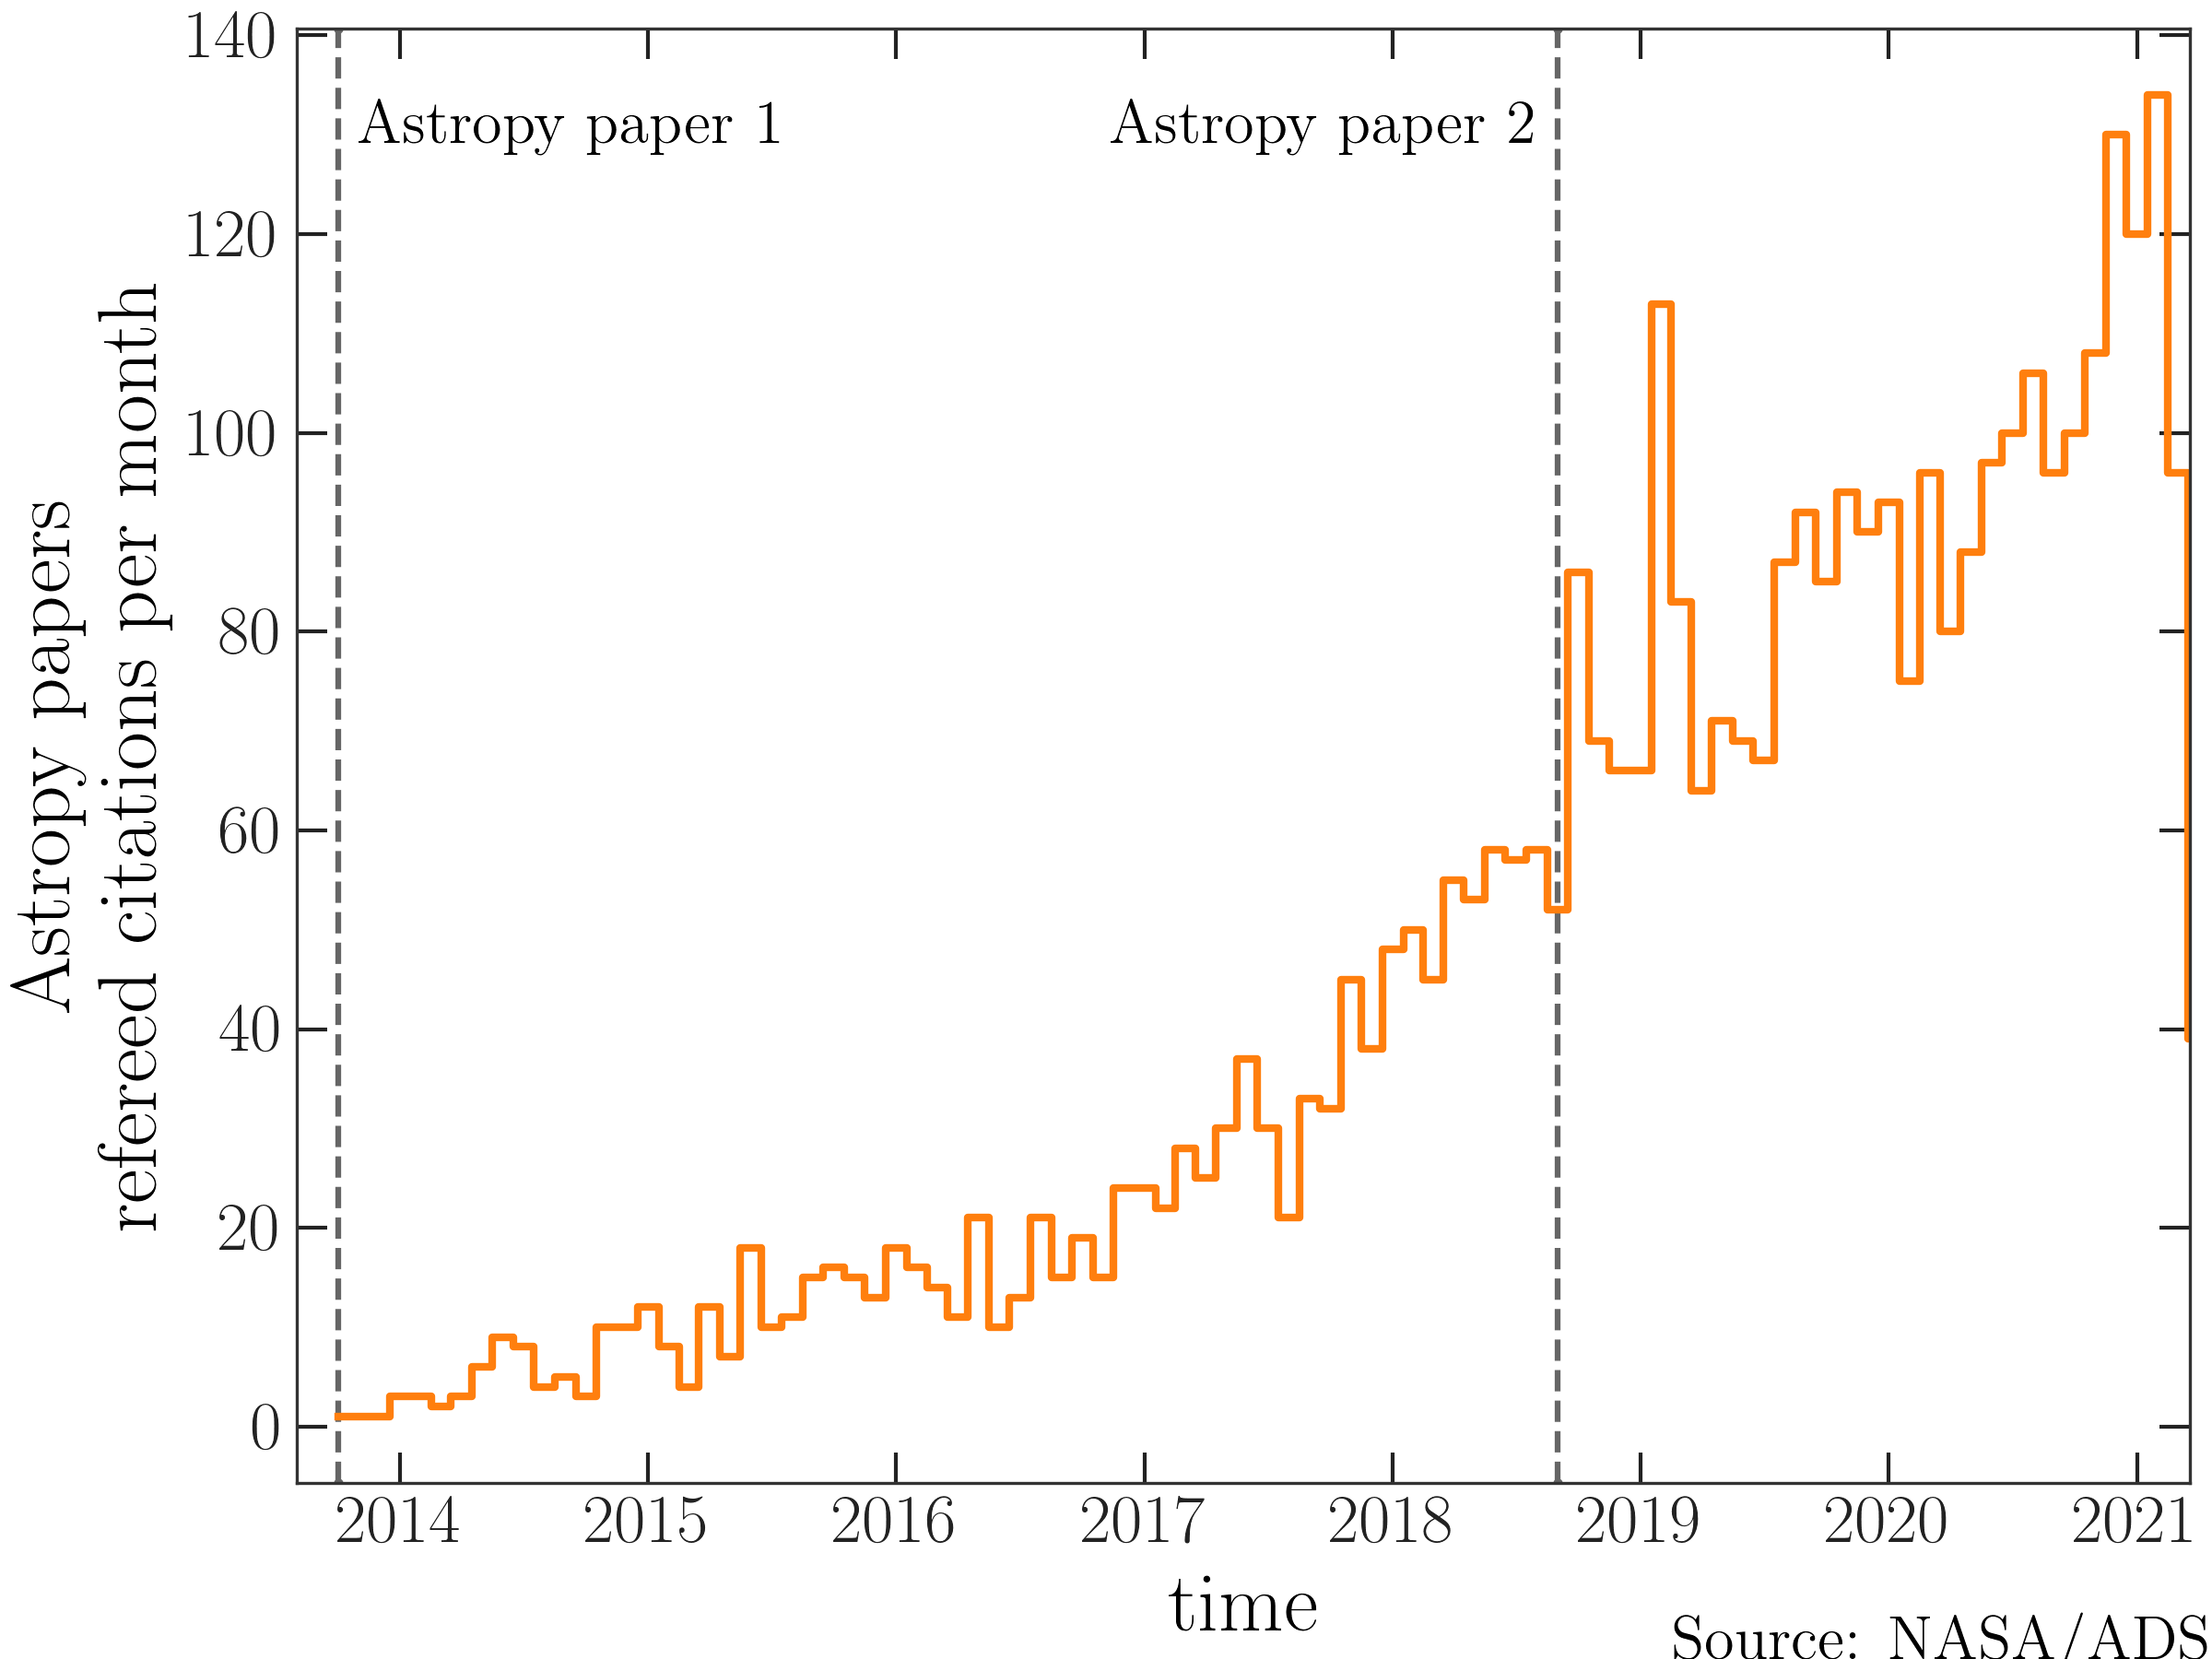 140
120
100
80
60
40
20
0
Astropy papers
refereed citations per month
Astropy paper 1
Astropy paper 2
2014 2015 2016 2017 2018 2019 2020 2021
time
Source: NASA/ADS